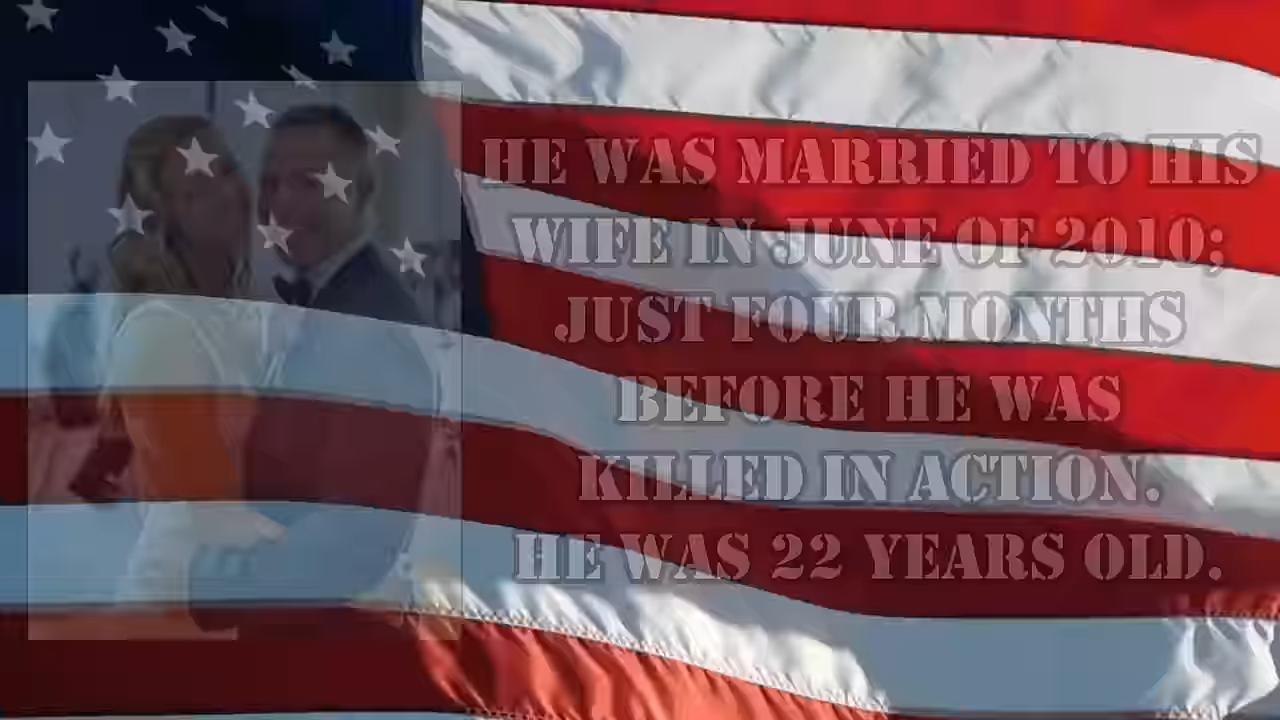 HE WAS MARRIED TO HIS
WIFE IN JUNE OF 2010;
JUST FOUR MONTHS
BEFORE HE WAS
KILLED IN ACTION.
HE WAS 22 YEARS OLD.